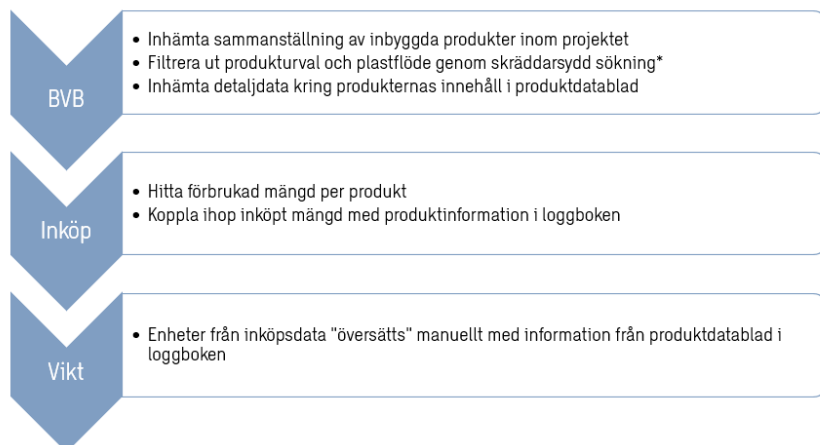 BVB
• Inhämta sammanställning av inbyggda produkter inom projektet
• Filtrera ut produkturval och plastflöde genom skräddarsydd sökning*
• Inhämta detaljdata kring produkternas innehåll i produktdatablad
Inköp
• Hitta förbrukad mängd per produkt
• Koppla ihop inköpt mängd med produktinformation i loggboken
Vikt
• Enheter från inköpsdata "översätts" manuellt med information från produktdatablad i
loggboken